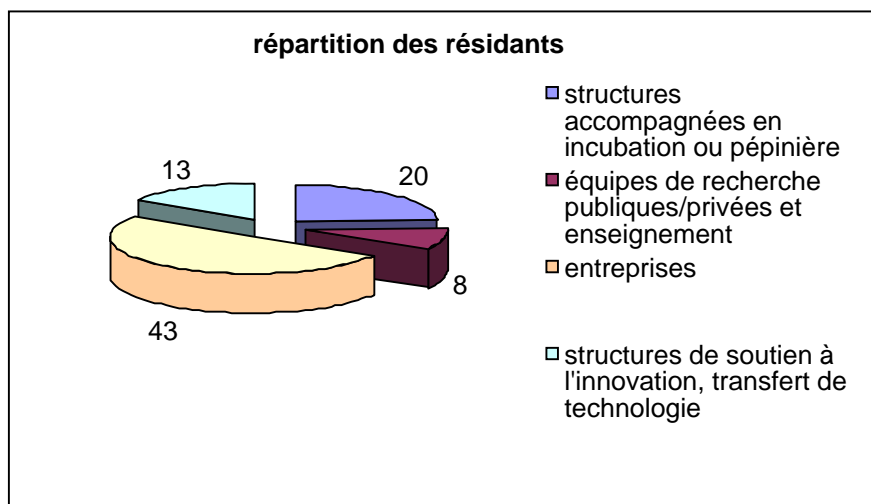 répartition des résidants
13
20
8
43
structures
accompagnées en
incubation ou pépinière
équipes de recherche
publiques/privées et
enseignement
entreprises
structures de soutien à
l'innovation, transfert de
technologie